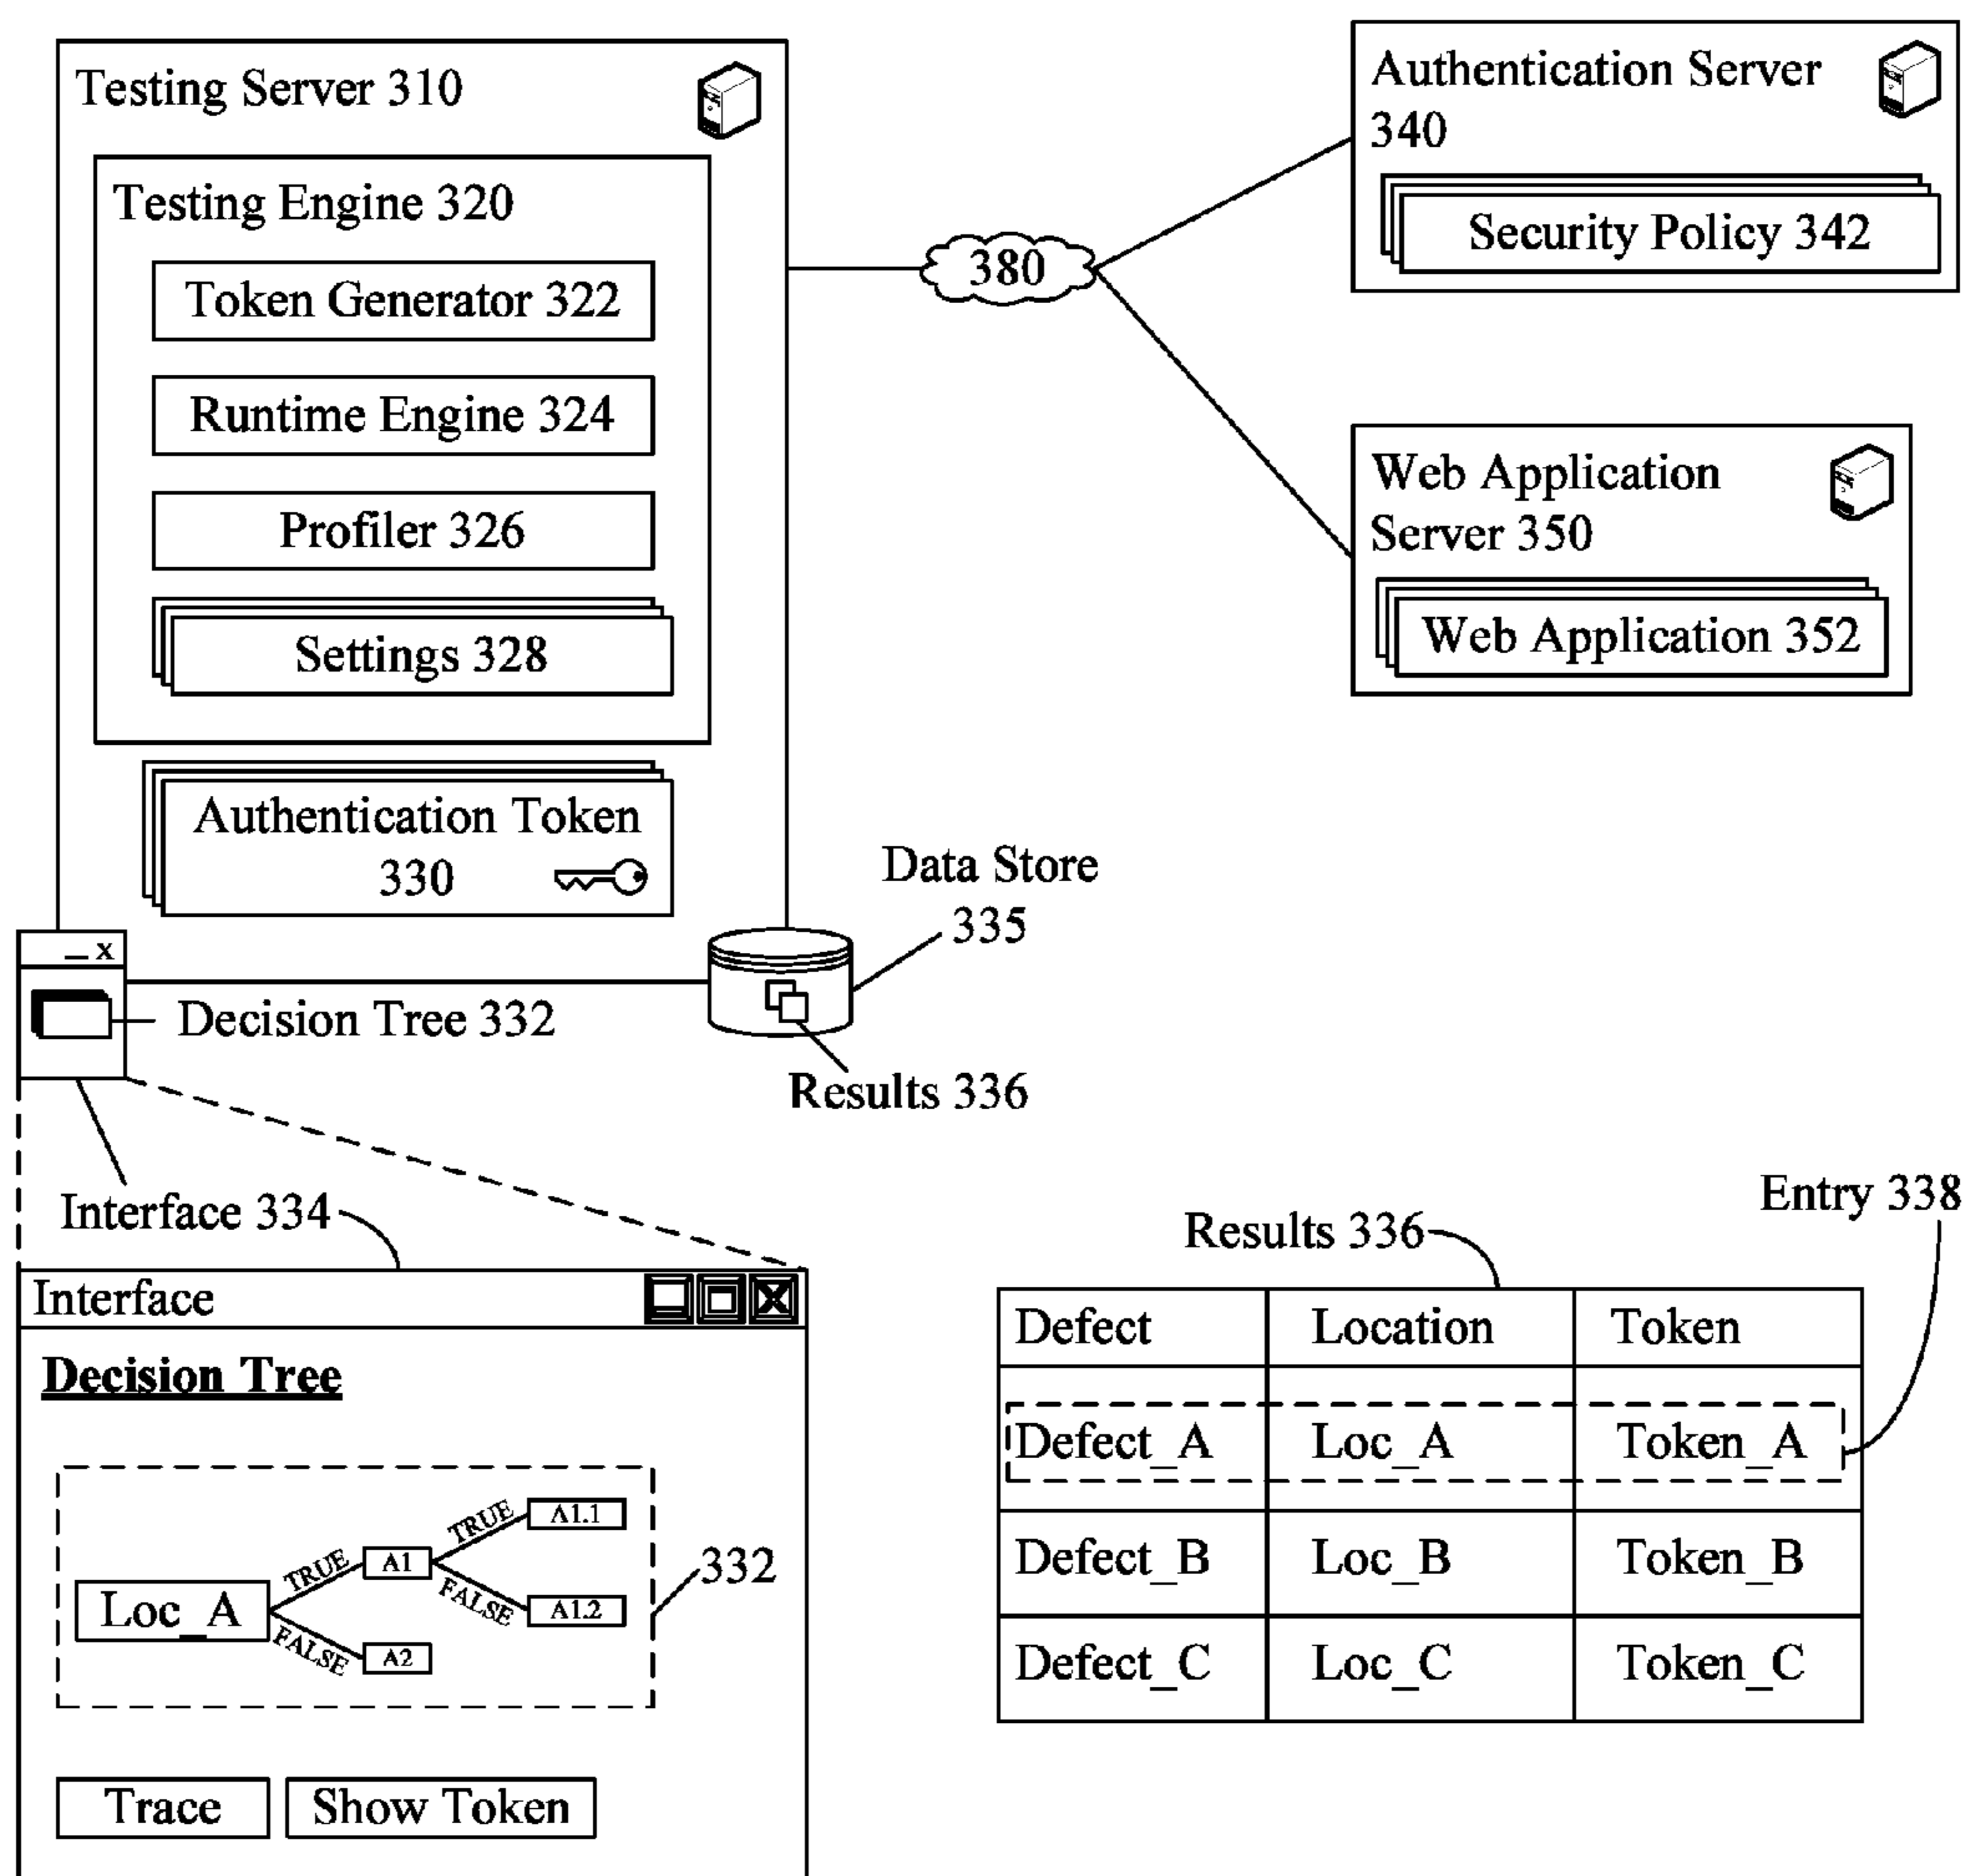 Testing Server 310
Testing Engine 320
Token Generator 322
Runtime Engine 324
Profiler 326
Settings 328
Authentication Token
330
380
Authentication Server
340
Security Policy 342
Web Application
Server 350
Web Application 352
Data Store
335
_ x
Decision Tree 332
Results 336
Interface 334
Interface
X
Decision Tree
Loc_A
TRUE
FALSE
A1
A2
TRUE
FALSE
A1.1
A1.2
332
Trace
Show Token
Results 336
Entry 338
Defect Location Token
Defect_A Loc_A Token_A
Defect_B Loc_B Token_B
Defect_C Loc_C Token_C